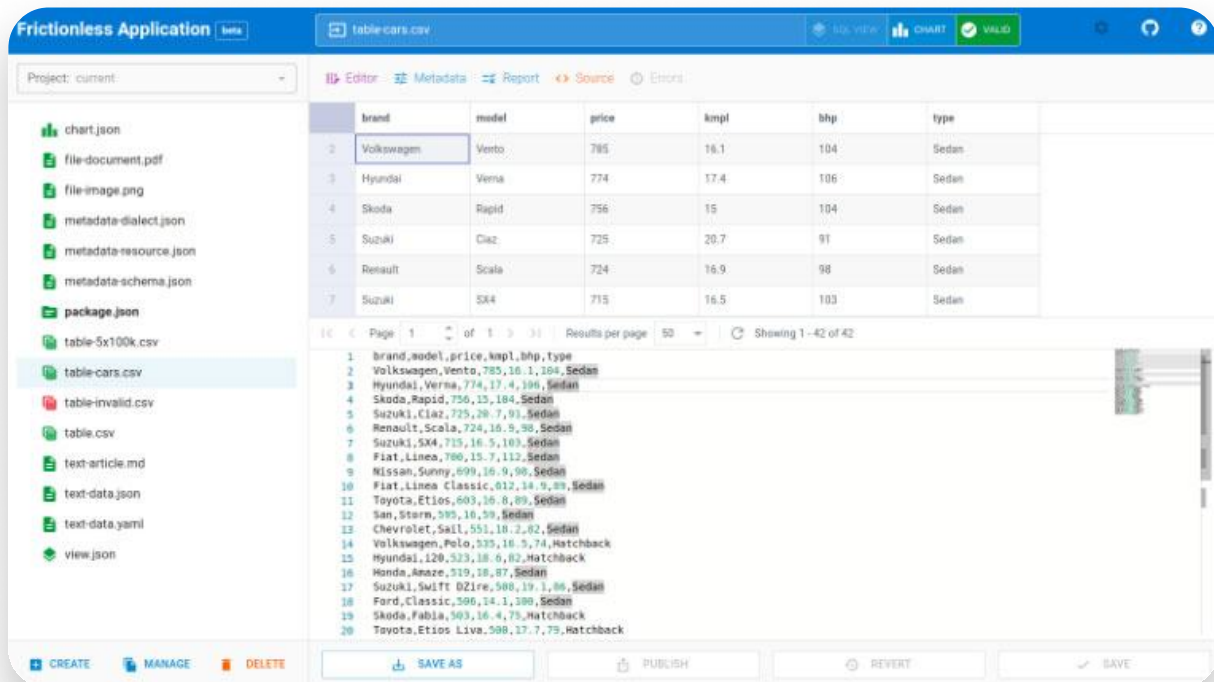 Frictionless Application beta
table-cars.csv
SQL VIEW
CHART
VALID
Project: current
chart.json
file-document.pdf
file-image.png
metadata-dialect.json
metadata-resource.json
metadata-schema.json
package.json
table-5x100k.csv
table-cars.csv
table-invalid.csv
table.csv
text-article.md
text-data.json
text-data.yaml
view.json
CREATE MANAGE DELETE
Editor Metadata Report Source Errors
brand model price kmpl bhp type
2 Volkswagen Vento 785 16.1 104 Sedan
3 Hyundai Verna 774 17.4 106 Sedan
4 Skoda Rapid 756 15 104 Sedan
5 Suzuki Ciaz 725 20.7 91 Sedan
6 Renault Scala 724 16.9 98 Sedan
7 Suzuki SX4 715 16.5 103 Sedan
Page 1 of 1 Results per page 50 Showing 1 - 42 of 42
1 brand,model,price,kmpl,bhp,type
2 Volkswagen,Vento,785,16.1,104,Sedan
3 Hyundai,Verna,774,17.4,106,Sedan
4 Skoda,Rapid,756,15,104,Sedan
5 Suzuki,Ciaz,725,20.7,91,Sedan
6 Renault,Scala,724,16.9,98,Sedan
7 Suzuki,SX4,715,16.5,103,Sedan
8 Fiat,Linea,700,15.7,112,Sedan
9 Nissan,Sunny,699,16.9,98,Sedan
10 Fiat,Linea Classic,612,14.9,89,Sedan
11 Toyota,Etios,603,16.8,89,Sedan
12 San,Storm,595,16,59,Sedan
13 Chevrolet,Sail,551,18.2,82,Sedan
14 Volkswagen,Polo,535,16.5,74,Hatchback
15 Hyundai,i20,523,18.6,82,Hatchback
16 Honda,Amaze,519,18,87,Sedan
17 Suzuki,Swift DZire,508,19.1,86,Sedan
18 Ford,Classic,506,14.1,100,Sedan
19 Skoda,Fabia,503,16.4,75,Hatchback
20 Toyota,Etios Liva,500,17.7,79,Hatchback
SAVE AS PUBLISH REVERT SAVE